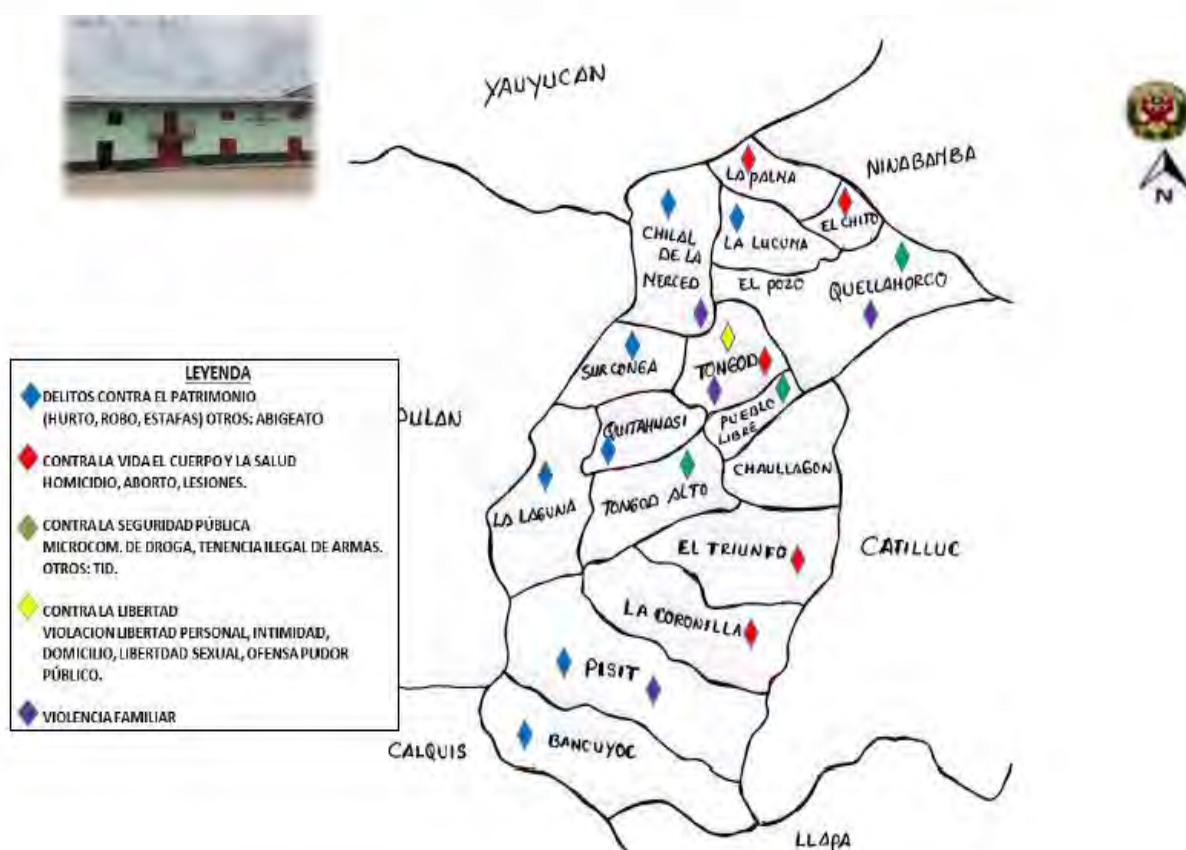 YAUYUCAN
NINABAMBA
LA PALMA
EL CHITO
CHILAL
DE LA
MERCED
LA LUCUMA
EL POZO
QUELLAHORCO
SURCONGA
TONGOD
PUEBLO
LIBRE
QUITAHUASI
CHAULLAGON
LA LAGUNA
TONGOD ALTO
EL TRIUNFO
CATILLUC
LA CORONILLA
PISIT
BANCUYOC
CALQUIS
LLAPA
N
LEYENDA
DELITOS CONTRA EL PATRIMONIO
(HURTO, ROBO, ESTAFAS) OTROS: ABIGEATO
CONTRA LA VIDA EL CUERPO Y LA SALUD
HOMICIDIO, ABORTO, LESIONES.
CONTRA LA SEGURIDAD PÚBLICA
MICROCOM. DE DROGA, TENENCIA ILEGAL DE ARMAS.
OTROS: TID.
CONTRA LA LIBERTAD
VIOLACION LIBERTAD PERSONAL, INTIMIDAD,
DOMICILIO, LIBERTDAD SEXUAL, OFENSA PUDOR
PÚBLICO.
VIOLENCIA FAMILIAR